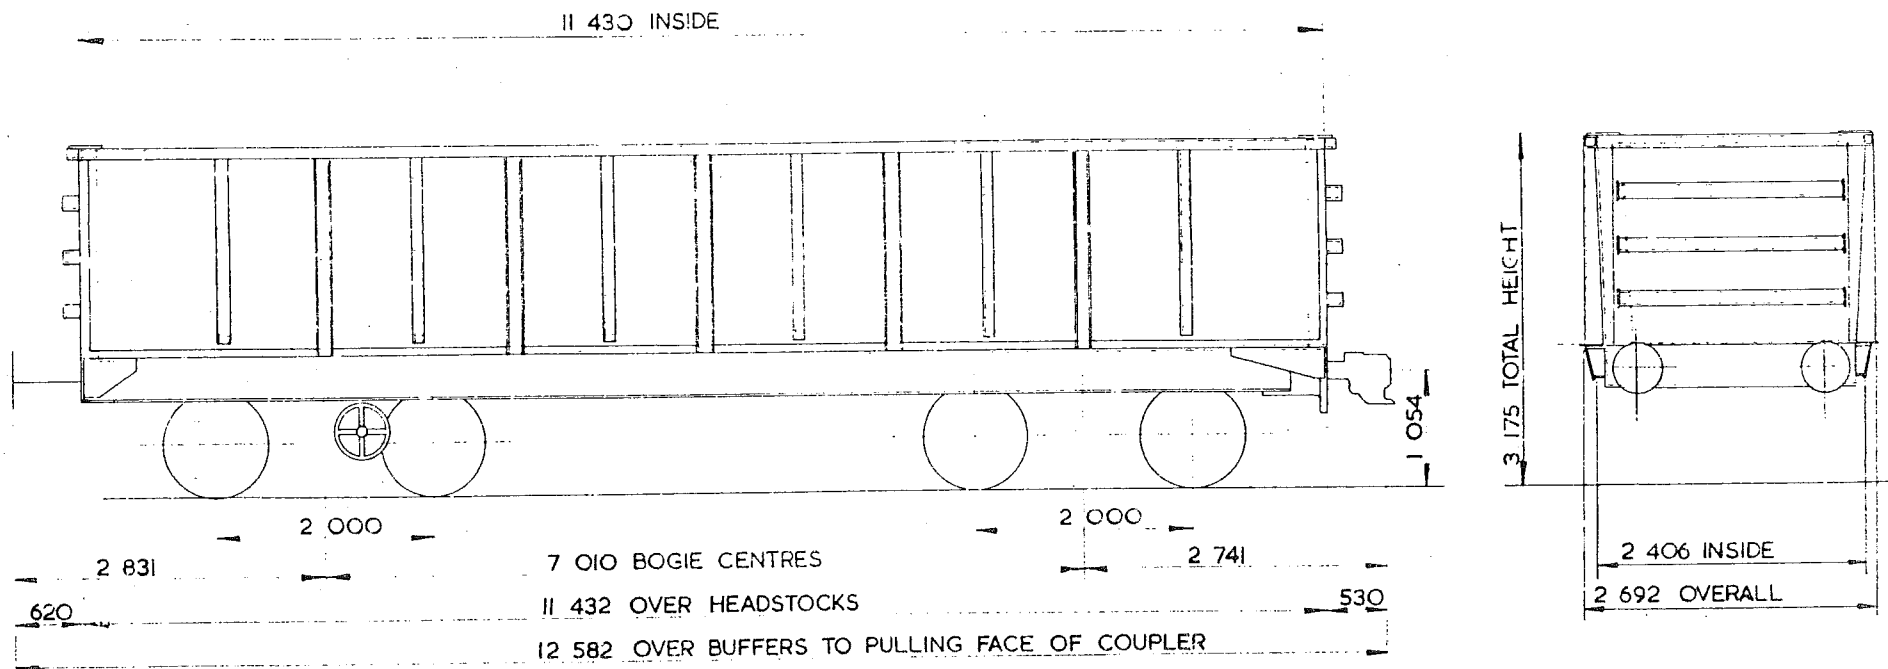 11 430 INSIDE
3 175 TOTAL HEIGHT
1 054
2 000
2 000
2 831
7 010 BOGIE CENTRES
2 741
2 406 INSIDE
620
11 432 OVER HEADSTOCKS
530
2 692 OVERALL
12 582 OVER BUFFERS TO PULLING FACE OF COUPLER